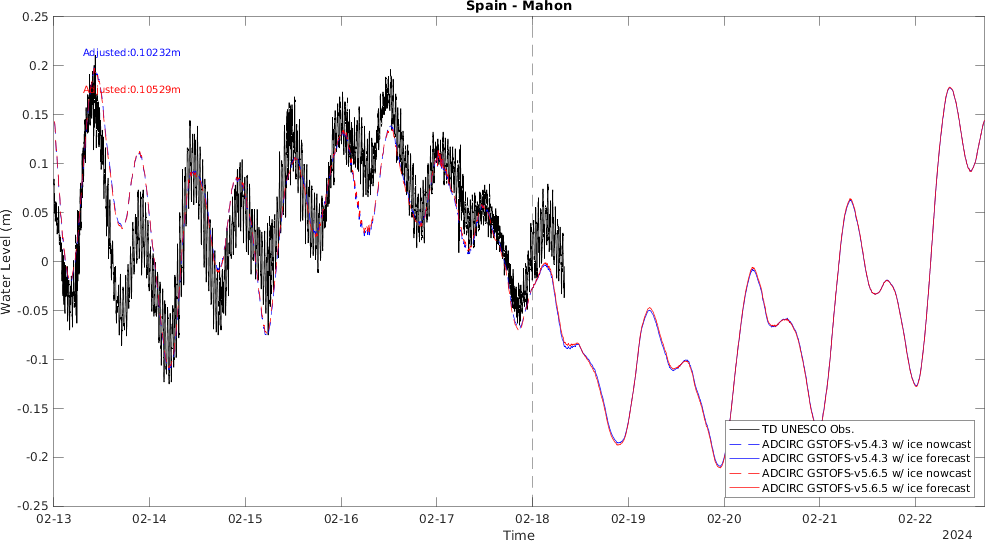 Spain - Mahon
0.25
0.2
0.15
0.1
0.05
0
-0.05
-0.1
-0.15
-0.2
-0.25
Water Level (m)
Adjusted:0.10232m
Adjusted:0.10529m
TD UNESCO Obs.
ADCIRC GSTOFS-v5.4.3 w/ ice nowcast
ADCIRC GSTOFS-v5.4.3 w/ ice forecast
ADCIRC GSTOFS-v5.6.5 w/ ice nowcast
ADCIRC GSTOFS-v5.6.5 w/ ice forecast
02-13 02-14 02-15 02-16 02-17 02-18 02-19 02-20 02-21 02-22
Time
2024